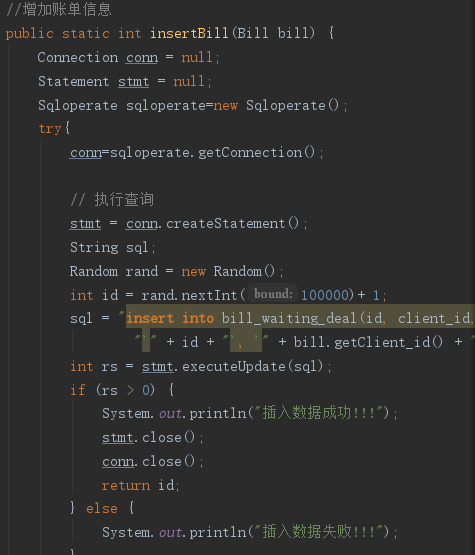 //增加账单信息
public static int insertBill(Bill bill) {
Connection conn = null;
Statement stmt = null;
Sqloperate sqloperate=new Sqloperate();
try{
conn=sqloperate.getConnection();
// 执行查询
stmt = conn.createStatement();
String sql;
Random rand = new Random();
int id = rand.nextInt( bound: 100000)+ 1;
sql = "insert into bill_waiting_deal(id, client_id,
"'" + id + "', '" + bill.getClient_id() + "
int rs = stmt.executeUpdate(sql);
if (rs > 0) {
System.out.println("插入数据成功!!!");
stmt.close();
conn.close();
return id;
} else {
System.out.println("插入数据失败!!!");